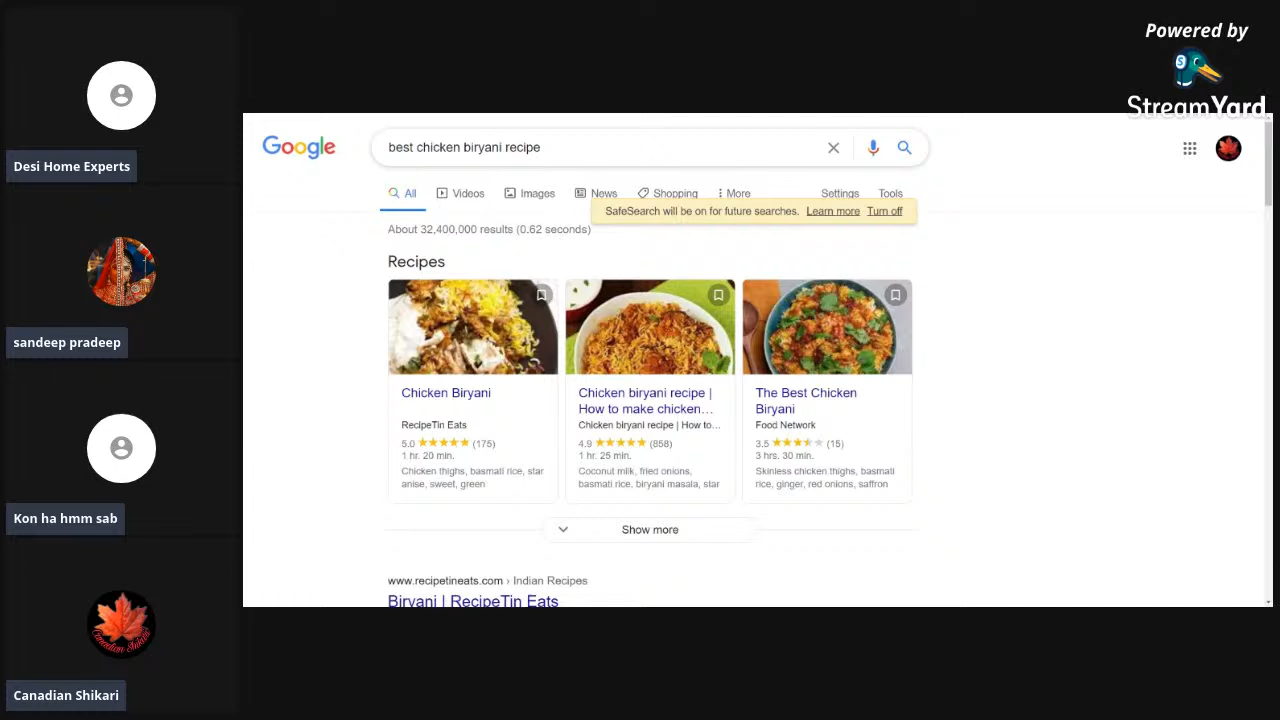 Powered by
StreamYard
Desi Home Experts
sandeep pradeep
Kon ha hmm sab
Canadian Shikari
Canadian Shikari
Google
best chicken biryani recipe
All
Videos
Images
News
Shopping
More
Settings
Tools
SafeSearch will be on for future searches. Learn more Turn off
About 32,400,000 results (0.62 seconds)
Recipes
Chicken Biryani
RecipeTin Eats
5.0 (175)
1 hr. 20 min.
Chicken thighs, basmati rice, star
anise, sweet, green
Chicken biryani recipe |
How to make chicken...
Chicken biryani recipe | How to...
4.9 (858)
1 hr. 25 min.
Coconut milk, fried onions,
basmati rice, biryani masala, star
The Best Chicken
Biryani
Food Network
3.5 (15)
3 hrs. 30 min.
Skinless chicken thighs, basmati
rice, ginger, red onions, saffron
Show more
www.recipetineats.com › Indian Recipes
Biryani | RecipeTin Eats